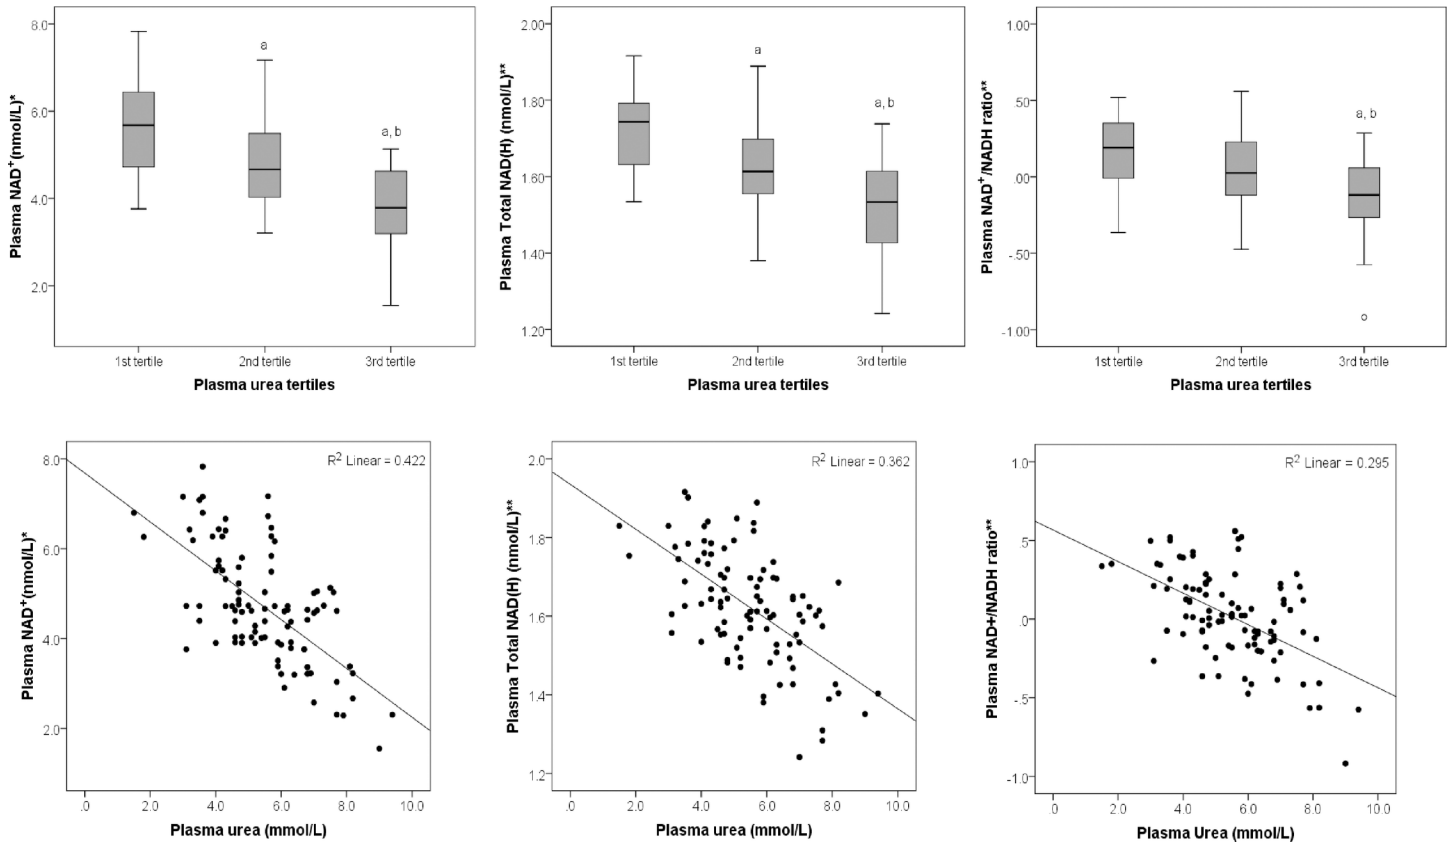 Plasma NAD⁺(nmol/L)*
8.0
6.0
4.0
2.0
a
a, b
1st tertile 2nd tertile 3rd tertile
Plasma urea tertiles
Plasma Total NAD(H) (nmol/L)**
2.00
1.80
1.60
1.40
1.20
a
a, b
1st tertile 2nd tertile 3rd tertile
Plasma urea tertiles
Plasma NAD⁺/NADH ratio**
1.00
.50
.00
-.50
-1.00
a, b
1st tertile 2nd tertile 3rd tertile
Plasma urea tertiles
Plasma NAD⁺(nmol/L)*
8.0
6.0
4.0
2.0
R² Linear = 0.422
.0 2.0 4.0 6.0 8.0 10.0
Plasma urea (mmol/L)
Plasma Total NAD(H) (nmol/L)**
2.0
1.8
1.6
1.4
1.2
R² Linear = 0.362
.0 2.0 4.0 6.0 8.0 10.0
Plasma urea (mmol/L)
Plasma NAD+/NADH ratio**
1.0
.5
.0
-.5
-1.0
R² Linear = 0.295
.0 2.0 4.0 6.0 8.0 10.0
Plasma Urea (mmol/L)